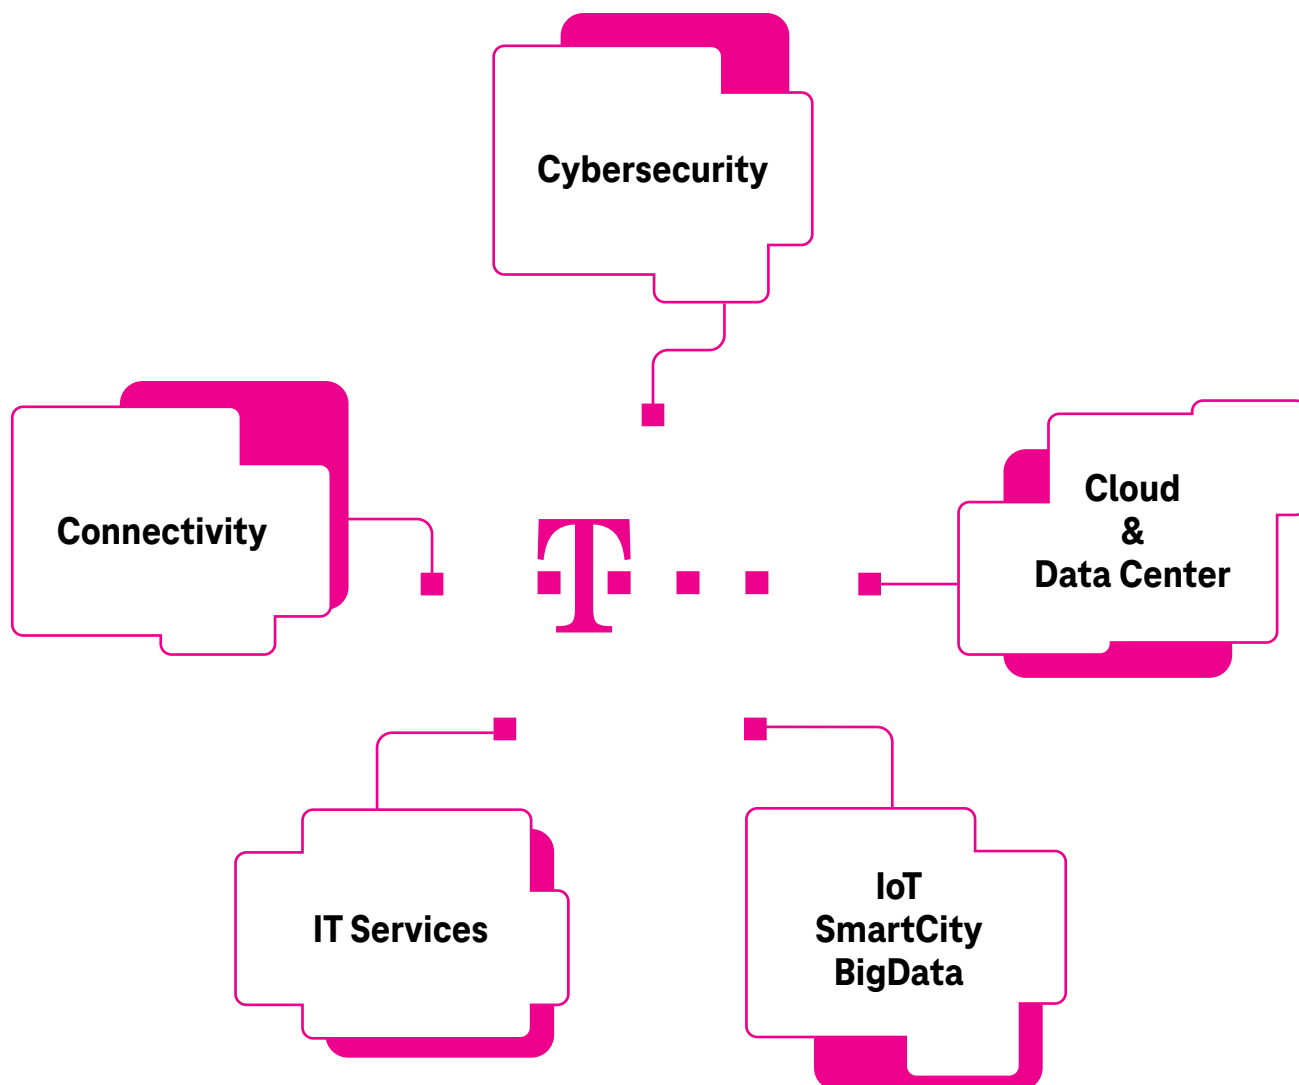 Cybersecurity
Connectivity
Cloud
&
Data Center
T
IT Services
IoT
SmartCity
BigData